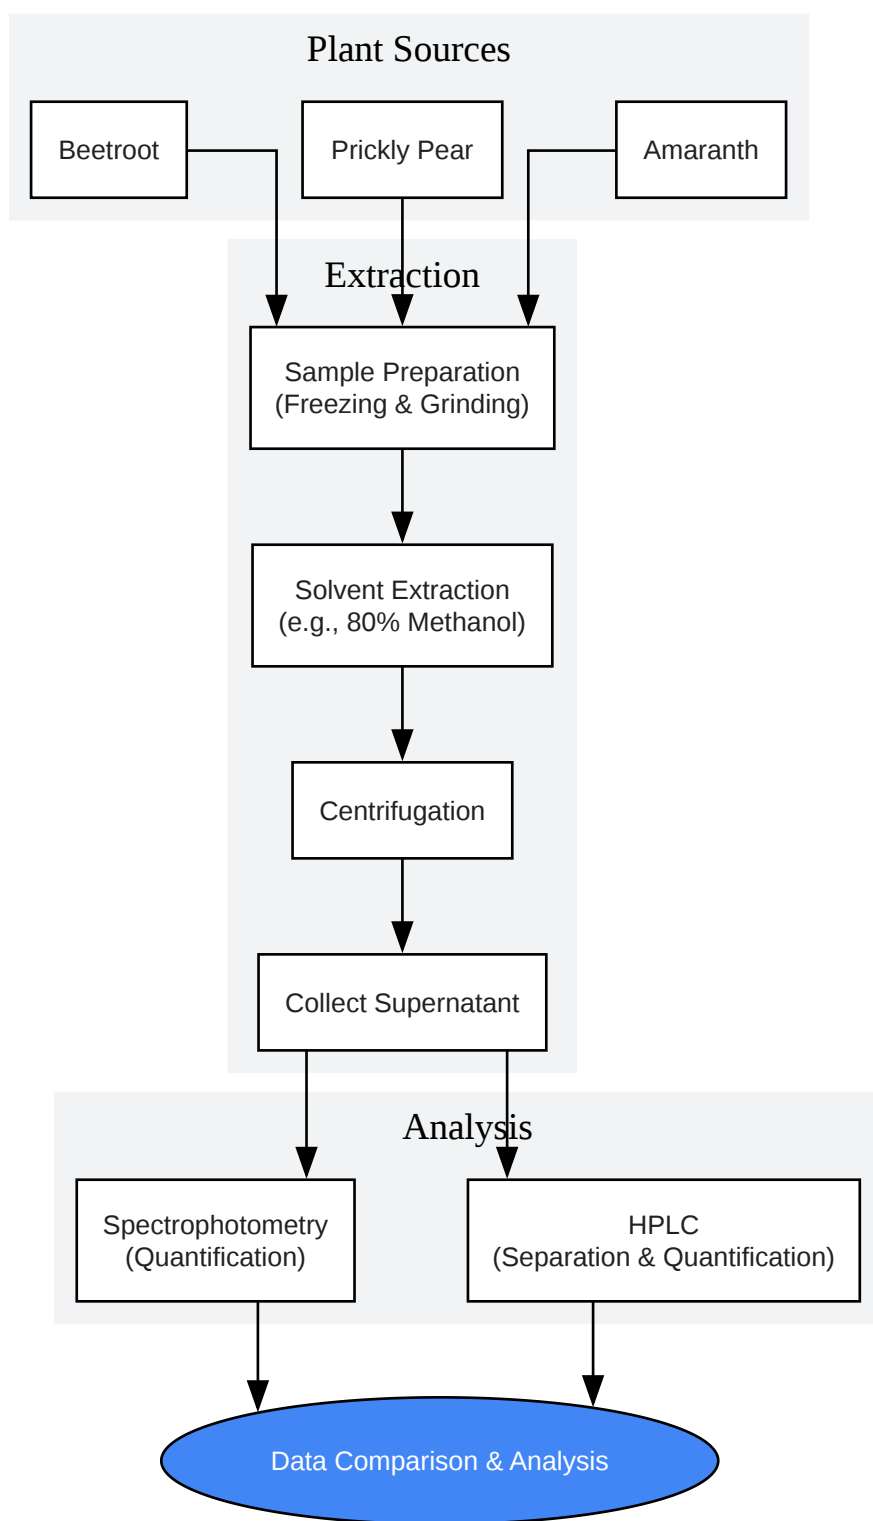 Plant Sources
Beetroot
Prickly Pear
Amaranth
Extraction
Sample Preparation
(Freezing & Grinding)
Solvent Extraction
(e.g., 80% Methanol)
Centrifugation
Collect Supernatant
Analysis
Spectrophotometry
(Quantification)
HPLC
(Separation & Quantification)
Data Comparison & Analysis